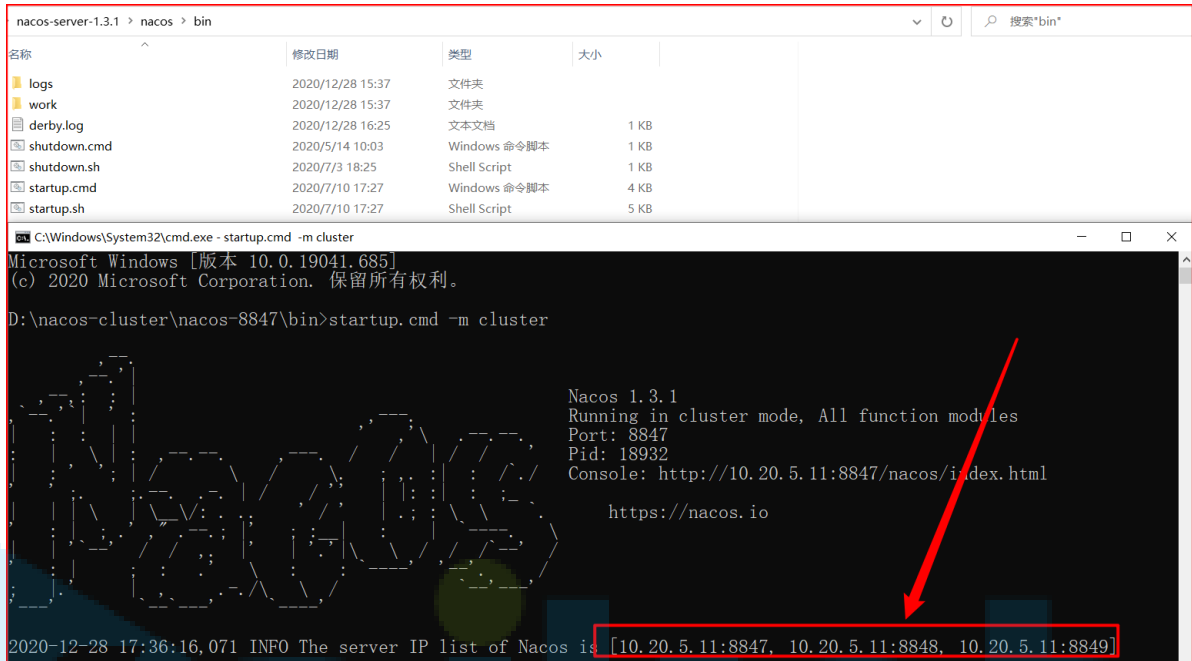 nacos-server-1.3.1 > nacos > bin
搜索"bin"
名称 修改日期 类型 大小
logs 2020/12/28 15:37 文件夹
work 2020/12/28 15:37 文件夹
derby.log 2020/12/28 16:25 文本文档 1 KB
shutdown.cmd 2020/5/14 10:03 Windows 命令脚本 1 KB
shutdown.sh 2020/7/3 18:25 Shell Script 1 KB
startup.cmd 2020/7/10 17:27 Windows 命令脚本 4 KB
startup.sh 2020/7/10 17:27 Shell Script 5 KB
C:\Windows\System32\cmd.exe - startup.cmd -m cluster
Microsoft Windows [版本 10.0.19041.685]
(c) 2020 Microsoft Corporation. 保留所有权利。
D:\nacos-cluster\nacos-8847\bin>startup.cmd -m cluster
Nacos 1.3.1
Running in cluster mode, All function modules
Port: 8847
Pid: 18932
Console: http://10.20.5.11:8847/nacos/index.html
https://nacos.io
2020-12-28 17:36:16,071 INFO The server IP list of Nacos is [10.20.5.11:8847, 10.20.5.11:8848, 10.20.5.11:8849]